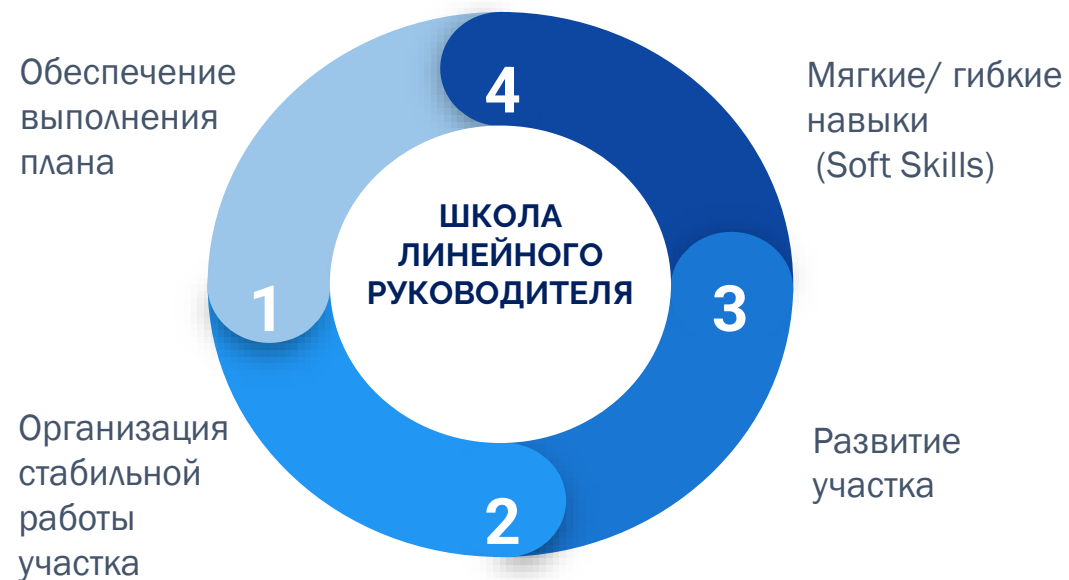 Обеспечение
выполнения
плана
4
Мягкие/ гибкие
навыки
(Soft Skills)
ШКОЛА
ЛИНЕЙНОГО
РУКОВОДИТЕЛЯ
1
3
Организация
стабильной
работы
участка
2
Развитие
участка